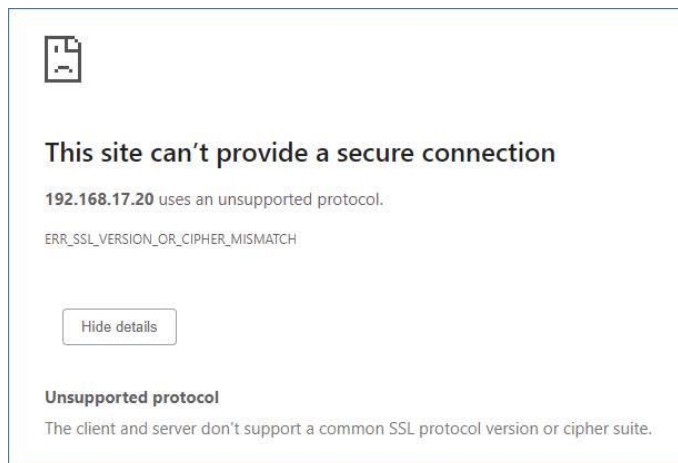 This site can’t provide a secure connection
192.168.17.20 uses an unsupported protocol.
ERR_SSL_VERSION_OR_CIPHER_MISMATCH
Hide details
Unsupported protocol
The client and server don't support a common SSL protocol version or cipher suite.